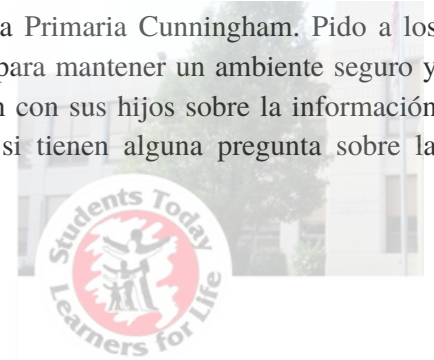 a Primaria Cunningham. Pido a los
para mantener un ambiente seguro y
n con sus hijos sobre la información
si tienen alguna pregunta sobre la
Students Today
Learners for Life